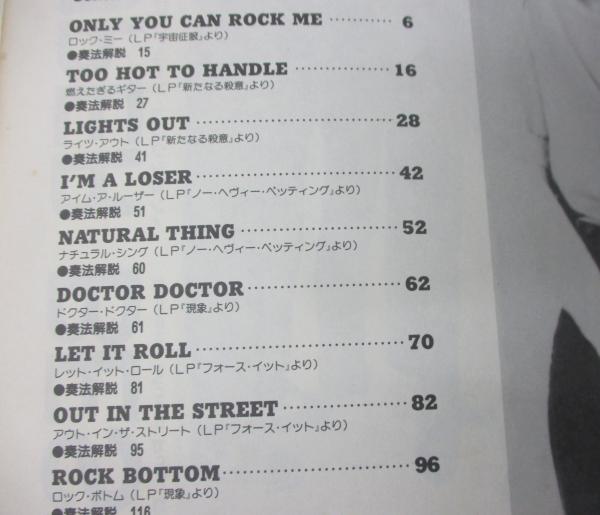 ONLY YOU CAN ROCK ME ………… 6
ロック・ミー（LP「宇宙征服」より）
●奏法解説 15
TOO HOT TO HANDLE ……………… 16
燃えたぎるギター（LP「新たなる殺意」より）
●奏法解説 27
LIGHTS OUT ……………………………… 28
ライツ・アウト（LP「新たなる殺意」より）
●奏法解説 41
I'M A LOSER ……………………………… 42
アイム・ア・ルーザー（LP「ノー・ヘヴィー・ペッティング」より）
●奏法解説 51
NATURAL THING ………………………… 52
ナチュラル・シング（LP「ノー・ヘヴィー・ペッティング」より）
●奏法解説 60
DOCTOR DOCTOR ………………………… 62
ドクター・ドクター（LP「現象」より）
●奏法解説 61
LET IT ROLL ……………………………… 70
レット・イット・ロール（LP「フォース・イット」より）
●奏法解説 81
OUT IN THE STREET …………………… 82
アウト・イン・ザ・ストリート（LP「フォース・イット」より）
●奏法解説 95
ROCK BOTTOM …………………………… 96
ロック・ボトム（LP「現象」より）
●奏法解説 116